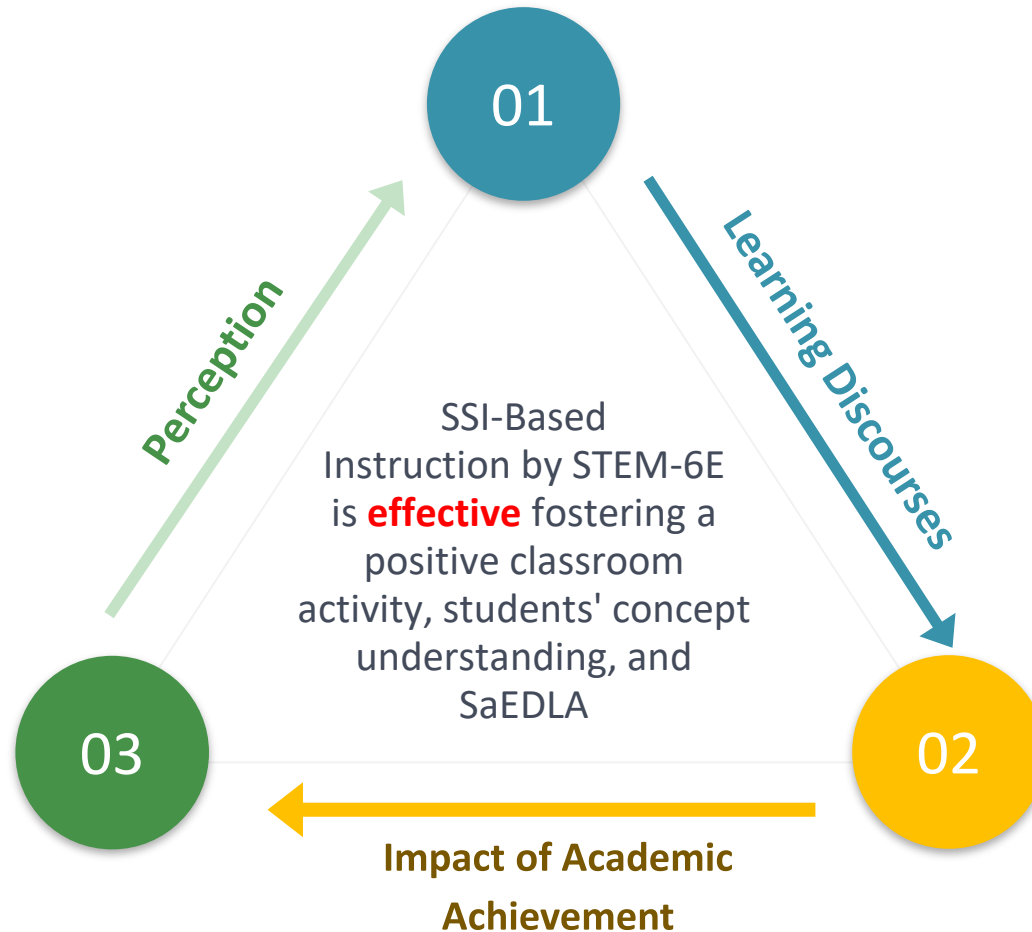 01
Perception
Learning Discourses
SSI-Based
Instruction by STEM-6E
is effective fostering a
positive classroom
activity, students' concept
understanding, and
SaEDLA
03
02
Impact of Academic
Achievement